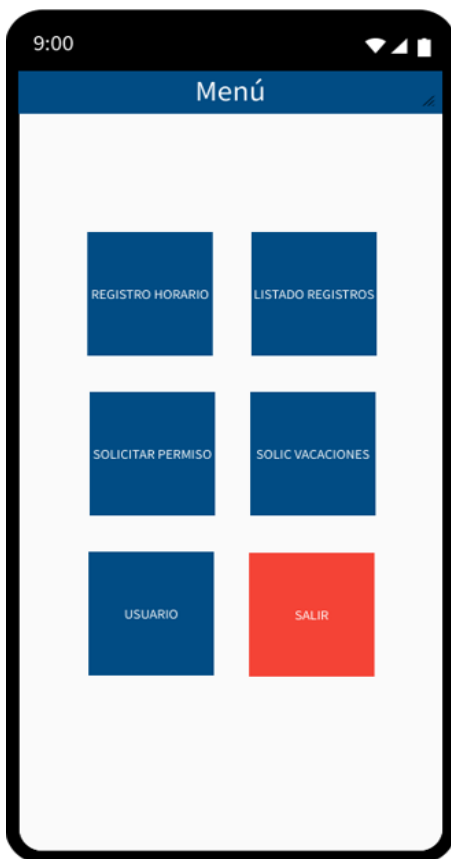 9:00
Menú
REGISTRO HORARIO
LISTADO REGISTROS
SOLICITAR PERMISO
SOLIC VACACIONES
USUARIO
SALIR